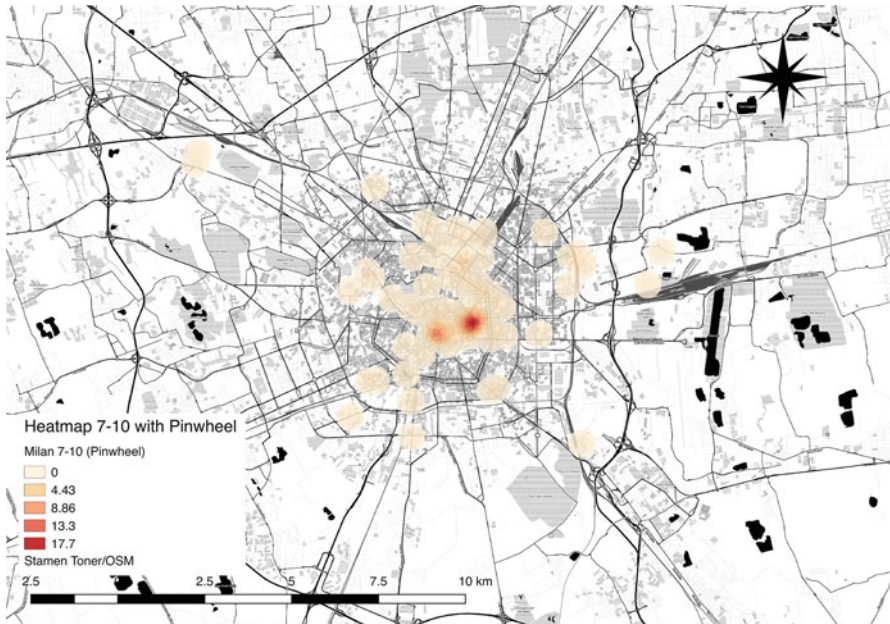 Heatmap 7-10 with Pinwheel
Milan 7-10 (Pinwheel)
0
4.43
8.86
13.3
17.7
Stamen Toner/OSM
2.5 0 2.5 5 7.5 10 km